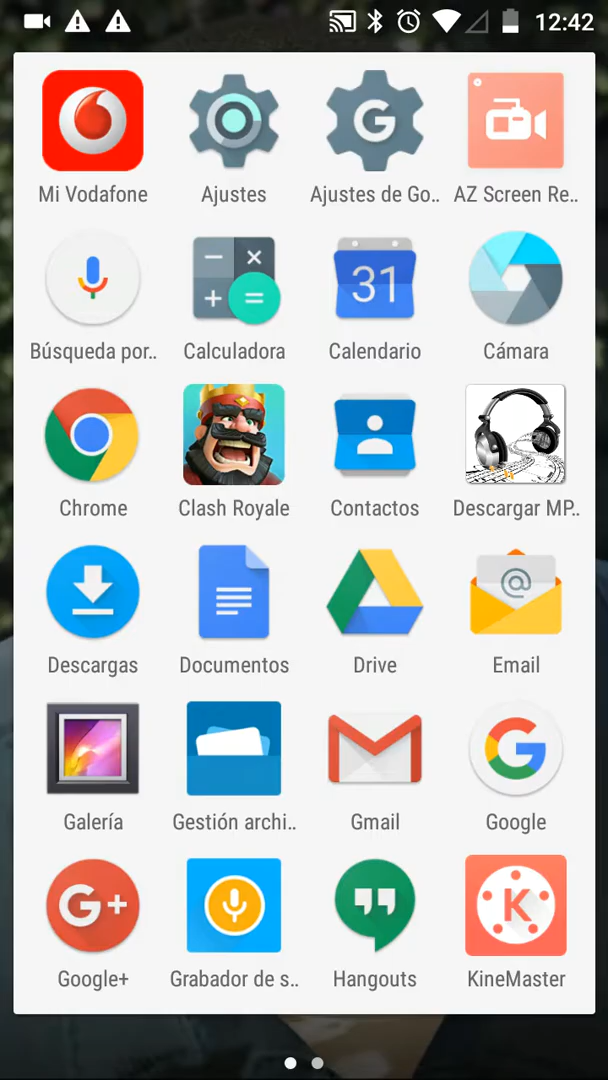 12:42
Mi Vodafone
Ajustes
G
Ajustes de Go..
AZ Screen Re..
Búsqueda por..
Calculadora
31
Calendario
Cámara
Chrome
Clash Royale
Contactos
Descargar MP..
Descargas
Documentos
Drive
@
Email
Galería
Gestión archi..
Gmail
G
Google
G+
Google+
Grabador de s..
Hangouts
K
KineMaster